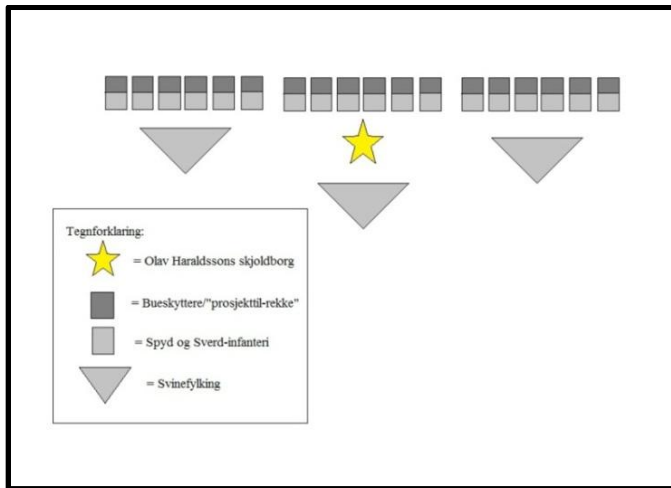 Tegnforklaring:
= Olav Haraldssons skjoldborg
= Bueskyttere/"prosjekttil-rekke"
= Spyd og Sverd-infanteri
= Svinefylking